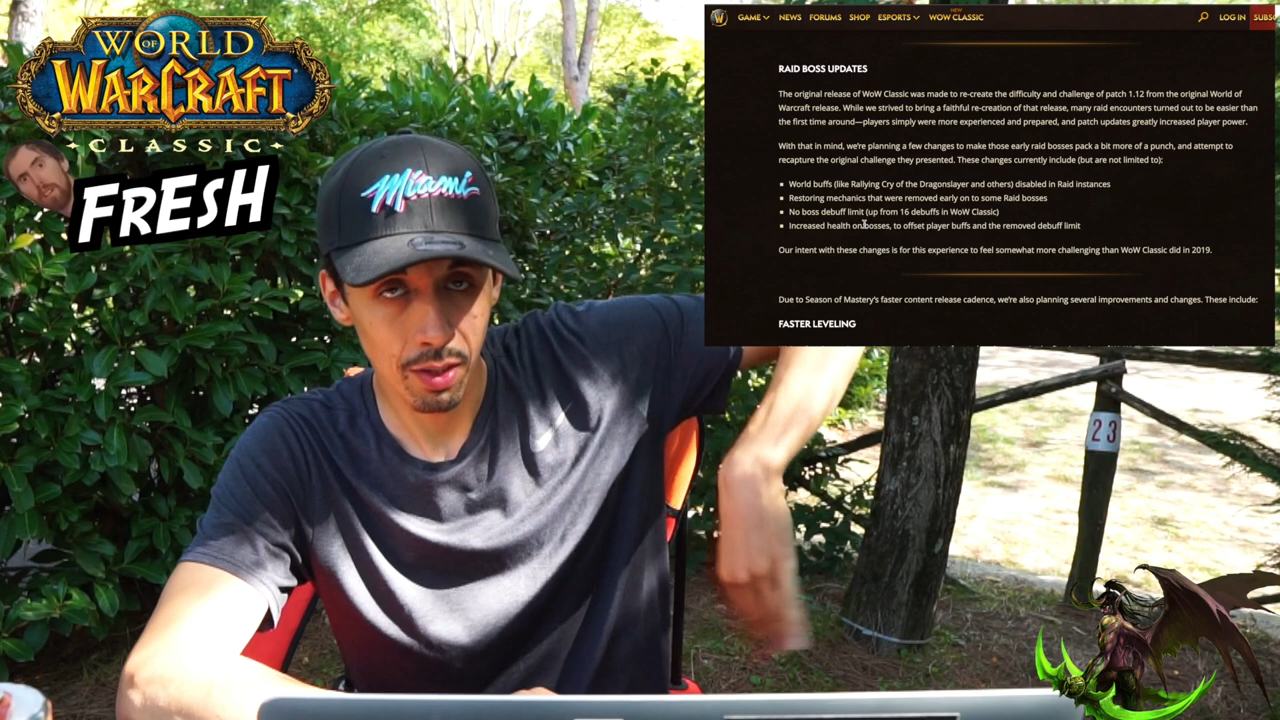 WORLD
OF
WARCRAFT
CLASSIC
FRESH
Miami
23
GAME NEWS FORUMS SHOP ESPORTS NEW WOW CLASSIC LOG IN SUBSC
RAID BOSS UPDATES
The original release of WoW Classic was made to re-create the difficulty and challenge of patch 1.12 from the original World of
Warcraft release. While we strived to bring a faithful re-creation of that release, many raid encounters turned out to be easier than
the first time around—players simply were more experienced and prepared, and patch updates greatly increased player power.
With that in mind, we're planning a few changes to make those early raid bosses pack a bit more of a punch, and attempt to
recapture the original challenge they presented. These changes currently include (but are not limited to):
World buffs (like Rallying Cry of the Dragonslayer and others) disabled in Raid instances
Restoring mechanics that were removed early on to some Raid bosses
No boss debuff limit (up from 16 debuffs in WoW Classic)
Increased health on bosses, to offset player buffs and the removed debuff limit
Our intent with these changes is for this experience to feel somewhat more challenging than WoW Classic did in 2019.
Due to Season of Mastery's faster content release cadence, we're also planning several improvements and changes. These include:
FASTER LEVELING